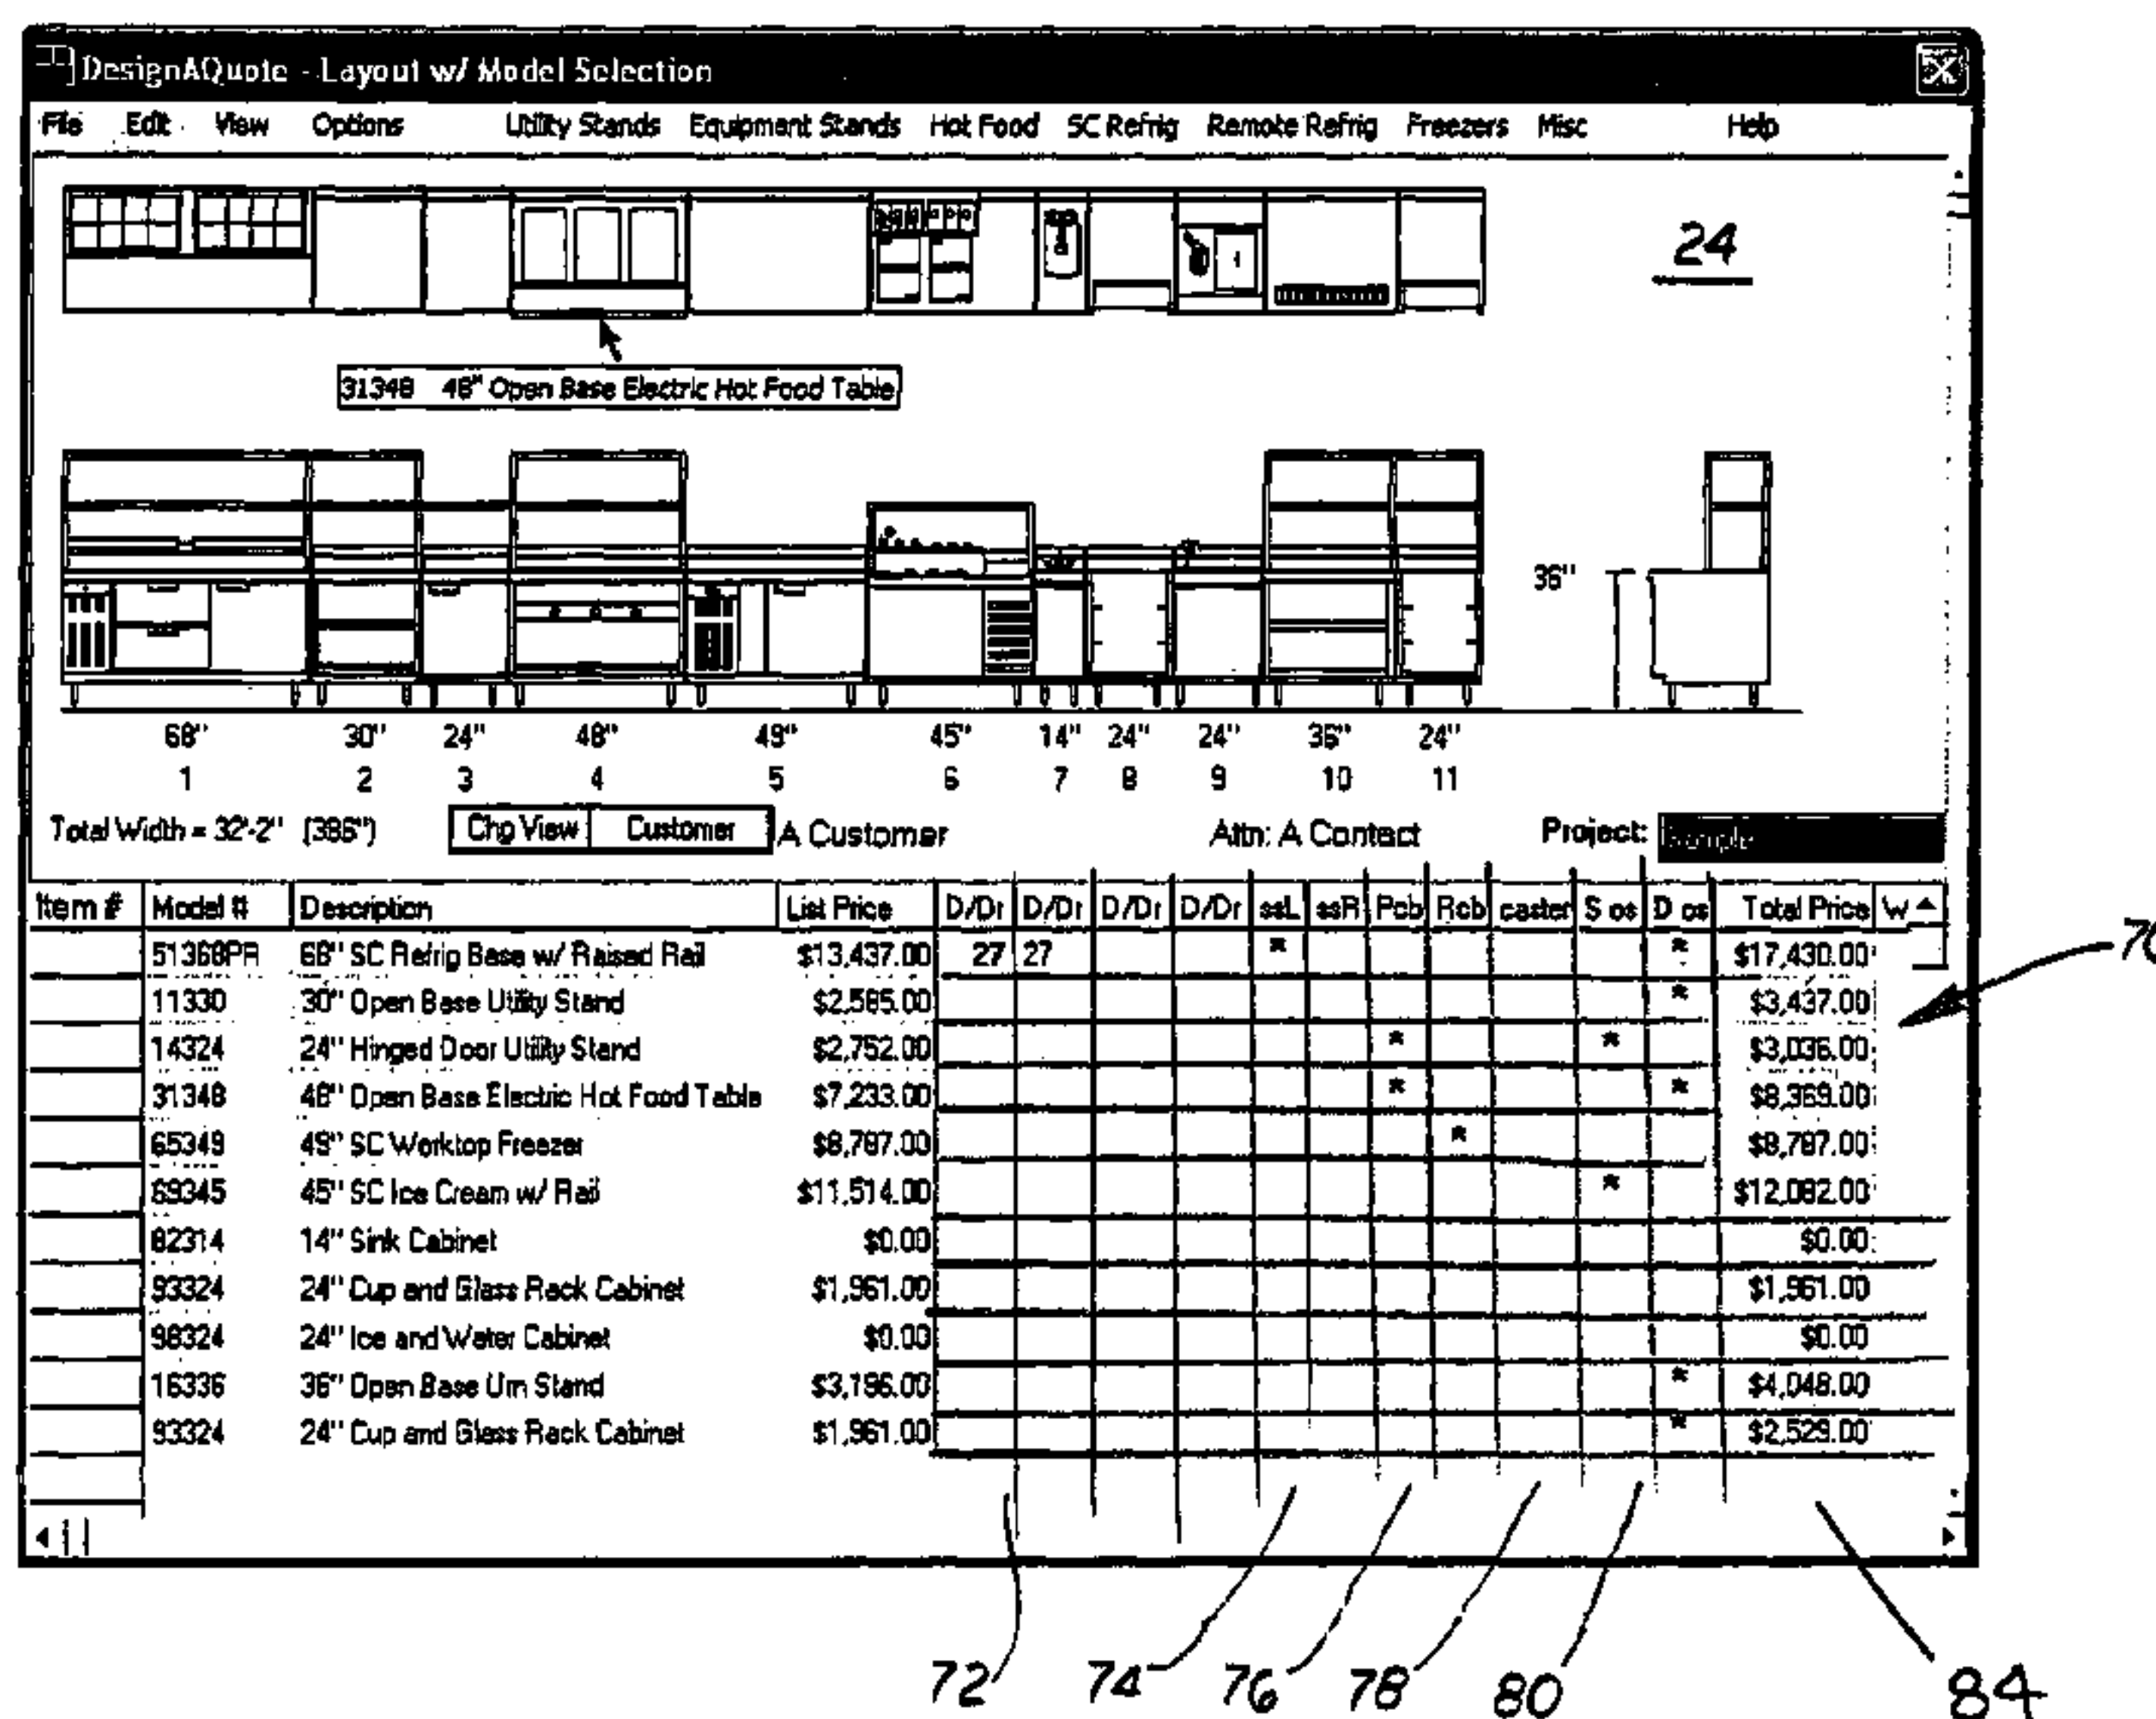 DesignAQuote - Layout w/ Model Selection
File Edit View Options Utility Stands Equipment Stands Hot Food SC Refrig Remote Refrig Freezers Misc Help
24
31348 48" Open Base Electric Hot Food Table
36"
68" 30" 24" 48" 49" 45" 14" 24" 24" 36" 24"
1 2 3 4 5 6 7 8 9 10 11
Total Width = 32'-2" (386") Chg View Customer A Customer Attn: A Contact Project: Sample
Item # Model # Description List Price D/Dr D/Dr D/Dr D/Dr ssL ssR Pcb Rcb caster S os D os Total Price W
51368PR 68" SC Refrig Base w/ Raised Rail $13,437.00 27 27 * * $17,430.00
70
11330 30" Open Base Utility Stand $2,585.00 * $3,437.00
14324 24" Hinged Door Utility Stand $2,752.00 * * $3,036.00
31348 48" Open Base Electric Hot Food Table $7,233.00 * * $8,369.00
65349 49" SC Worktop Freezer $8,787.00 * $8,787.00
69345 45" SC Ice Cream w/ Rail $11,514.00 * $12,082.00
82314 14" Sink Cabinet $0.00 $0.00
93324 24" Cup and Glass Rack Cabinet $1,961.00 $1,961.00
98324 24" Ice and Water Cabinet $0.00 $0.00
16336 36" Open Base Urn Stand $3,196.00 * $4,048.00
93324 24" Cup and Glass Rack Cabinet $1,961.00 * $2,529.00
72 74 76 78 80 84